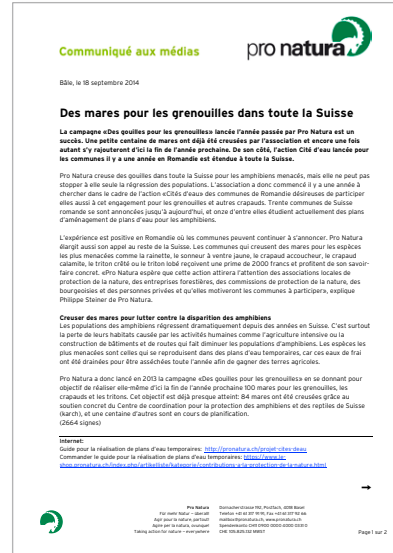 Communiqué aux médias
pro natura
Bâle, le 18 septembre 2014
Des mares pour les grenouilles dans toute la Suisse
La campagne «Des gouilles pour les grenouilles» lancée l'année passée par Pro Natura est un
succès. Une petite centaine de mares ont déjà été creusées par l'association et encore une fois
autant s'y rajouteront d'ici la fin de l'année prochaine. De son côté, l'action Cité d'eau lancée pour
les communes il y a une année en Romandie est étendue à toute la Suisse.
Pro Natura creuse des gouilles dans toute la Suisse pour les amphibiens menacés, mais elle ne peut pas
stopper à elle seule la régression des populations. L'association a donc commencé il y a une année à
chercher dans le cadre de l'action «Cités d'eau» des communes de Romandie désireuses de participer
elles aussi à cet engagement pour les grenouilles et autres crapauds. Trente communes de Suisse
romande se sont annoncées jusqu'à aujourd'hui, et onze d'entre elles étudient actuellement des plans
d'aménagement de plans d'eau pour les amphibiens.
L'expérience est positive en Romandie où les communes peuvent continuer à s'annoncer. Pro Natura
élargit aussi son appel au reste de la Suisse. Les communes qui creusent des mares pour les espèces
les plus menacées comme la rainette, le sonneur à ventre jaune, le crapaud accoucheur, le crapaud
calamite, le triton crêté ou le triton lobé reçoivent une prime de 2000 francs et profitent de son savoir-
faire concret. «Pro Natura espère que cette action attirera l'attention des associations locales de
protection de la nature, des entreprises forestières, des commissions de protection de la nature, des
bourgeoisies et des personnes privées et qu'elles motiveront les communes à participer», explique
Philippe Steiner de Pro Natura.
Creuser des mares pour lutter contre la disparition des amphibiens
Les populations des amphibiens régressent dramatiquement depuis des années en Suisse. C'est surtout
la perte de leurs habitats causée par les activités humaines comme l'agriculture intensive ou la
construction de bâtiments et de routes qui fait diminuer les populations d'amphibiens. Les espèces les
plus menacées sont celles qui se reproduisent dans des plans d'eau temporaires, car ces eaux de frai
ont été drainées pour être asséchées toute l'année afin de gagner des terres agricoles.
Pro Natura a donc lancé en 2013 la campagne «Des gouilles pour les grenouilles» en se donnant pour
objectif de réaliser elle-même d'ici la fin de l'année prochaine 100 mares pour les grenouilles, les
crapauds et les tritons. Cet objectif est déjà presque atteint: 84 mares ont été creusées grâce au
soutien concret du Centre de coordination pour la protection des amphibiens et des reptiles de Suisse
(karch), et une centaine d'autres sont en cours de planification.
(2664 signes)
Internet:
Guide pour la réalisation de plans d'eau temporaires: http://pronatura.ch/projet-cites-deau
Commander le guide pour la réalisation de plans d'eau temporaires: https://www.le-
shop.pronatura.ch/index.php/artikelliste/kategorie/contributions-a-la-protection-de-la-nature.html
Pro Natura
For mehr Natur – überall!
Agir pour la nature, partout!
Agire per la natura, ovunque!
Taking action for nature – everywhere
Dornacherstrasse 192, Postfach, 4018 Basel
mailbox@pronatura.ch, www.pronatura.ch
Page 1 sur 2